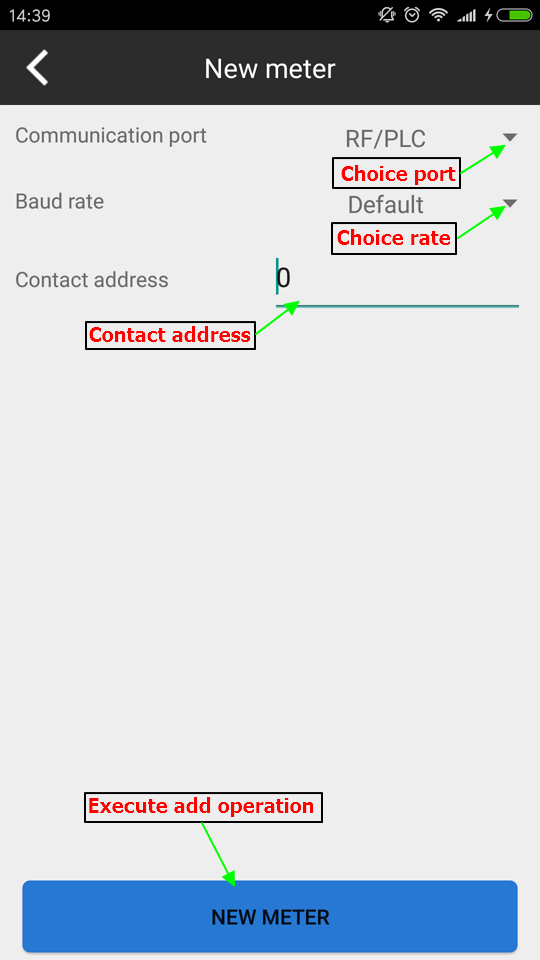 14:39
New meter
Communication port
RF/PLC
Choice port
Baud rate
Default
Choice rate
Contact address
0
Contact address
Execute add operation
NEW METER